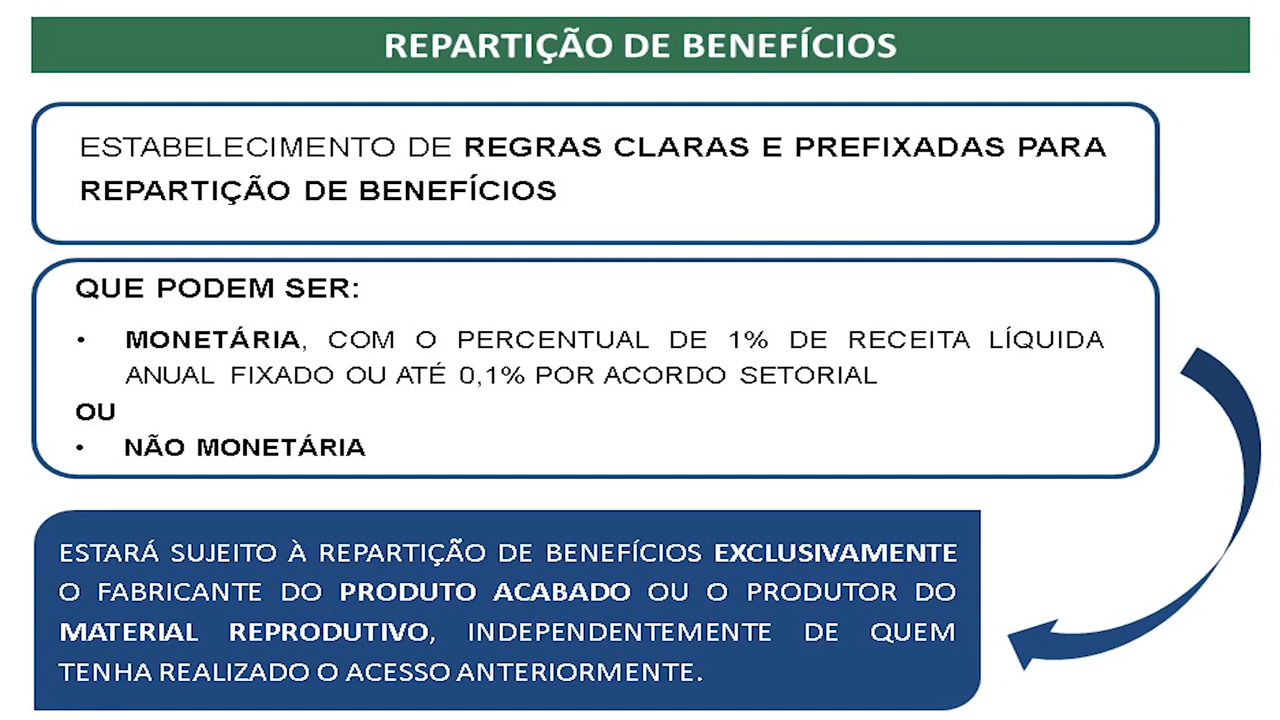 REPARTIÇÃO DE BENEFÍCIOS
ESTABELECIMENTO DE REGRAS CLARAS E PREFIXADAS PARA
REPARTIÇÃO DE BENEFÍCIOS
QUE PODEM SER:
• MONETÁRIA, COM O PERCENTUAL DE 1% DE RECEITA LÍQUIDA
ANUAL FIXADO OU ATÉ 0,1% POR ACORDO SETORIAL
OU
• NÃO MONETÁRIA
ESTARÁ SUJEITO À REPARTIÇÃO DE BENEFÍCIOS EXCLUSIVAMENTE
O FABRICANTE DO PRODUTO ACABADO OU O PRODUTOR DO
MATERIAL REPRODUTIVO, INDEPENDENTEMENTE DE QUEM
TENHA REALIZADO O ACESSO ANTERIORMENTE.